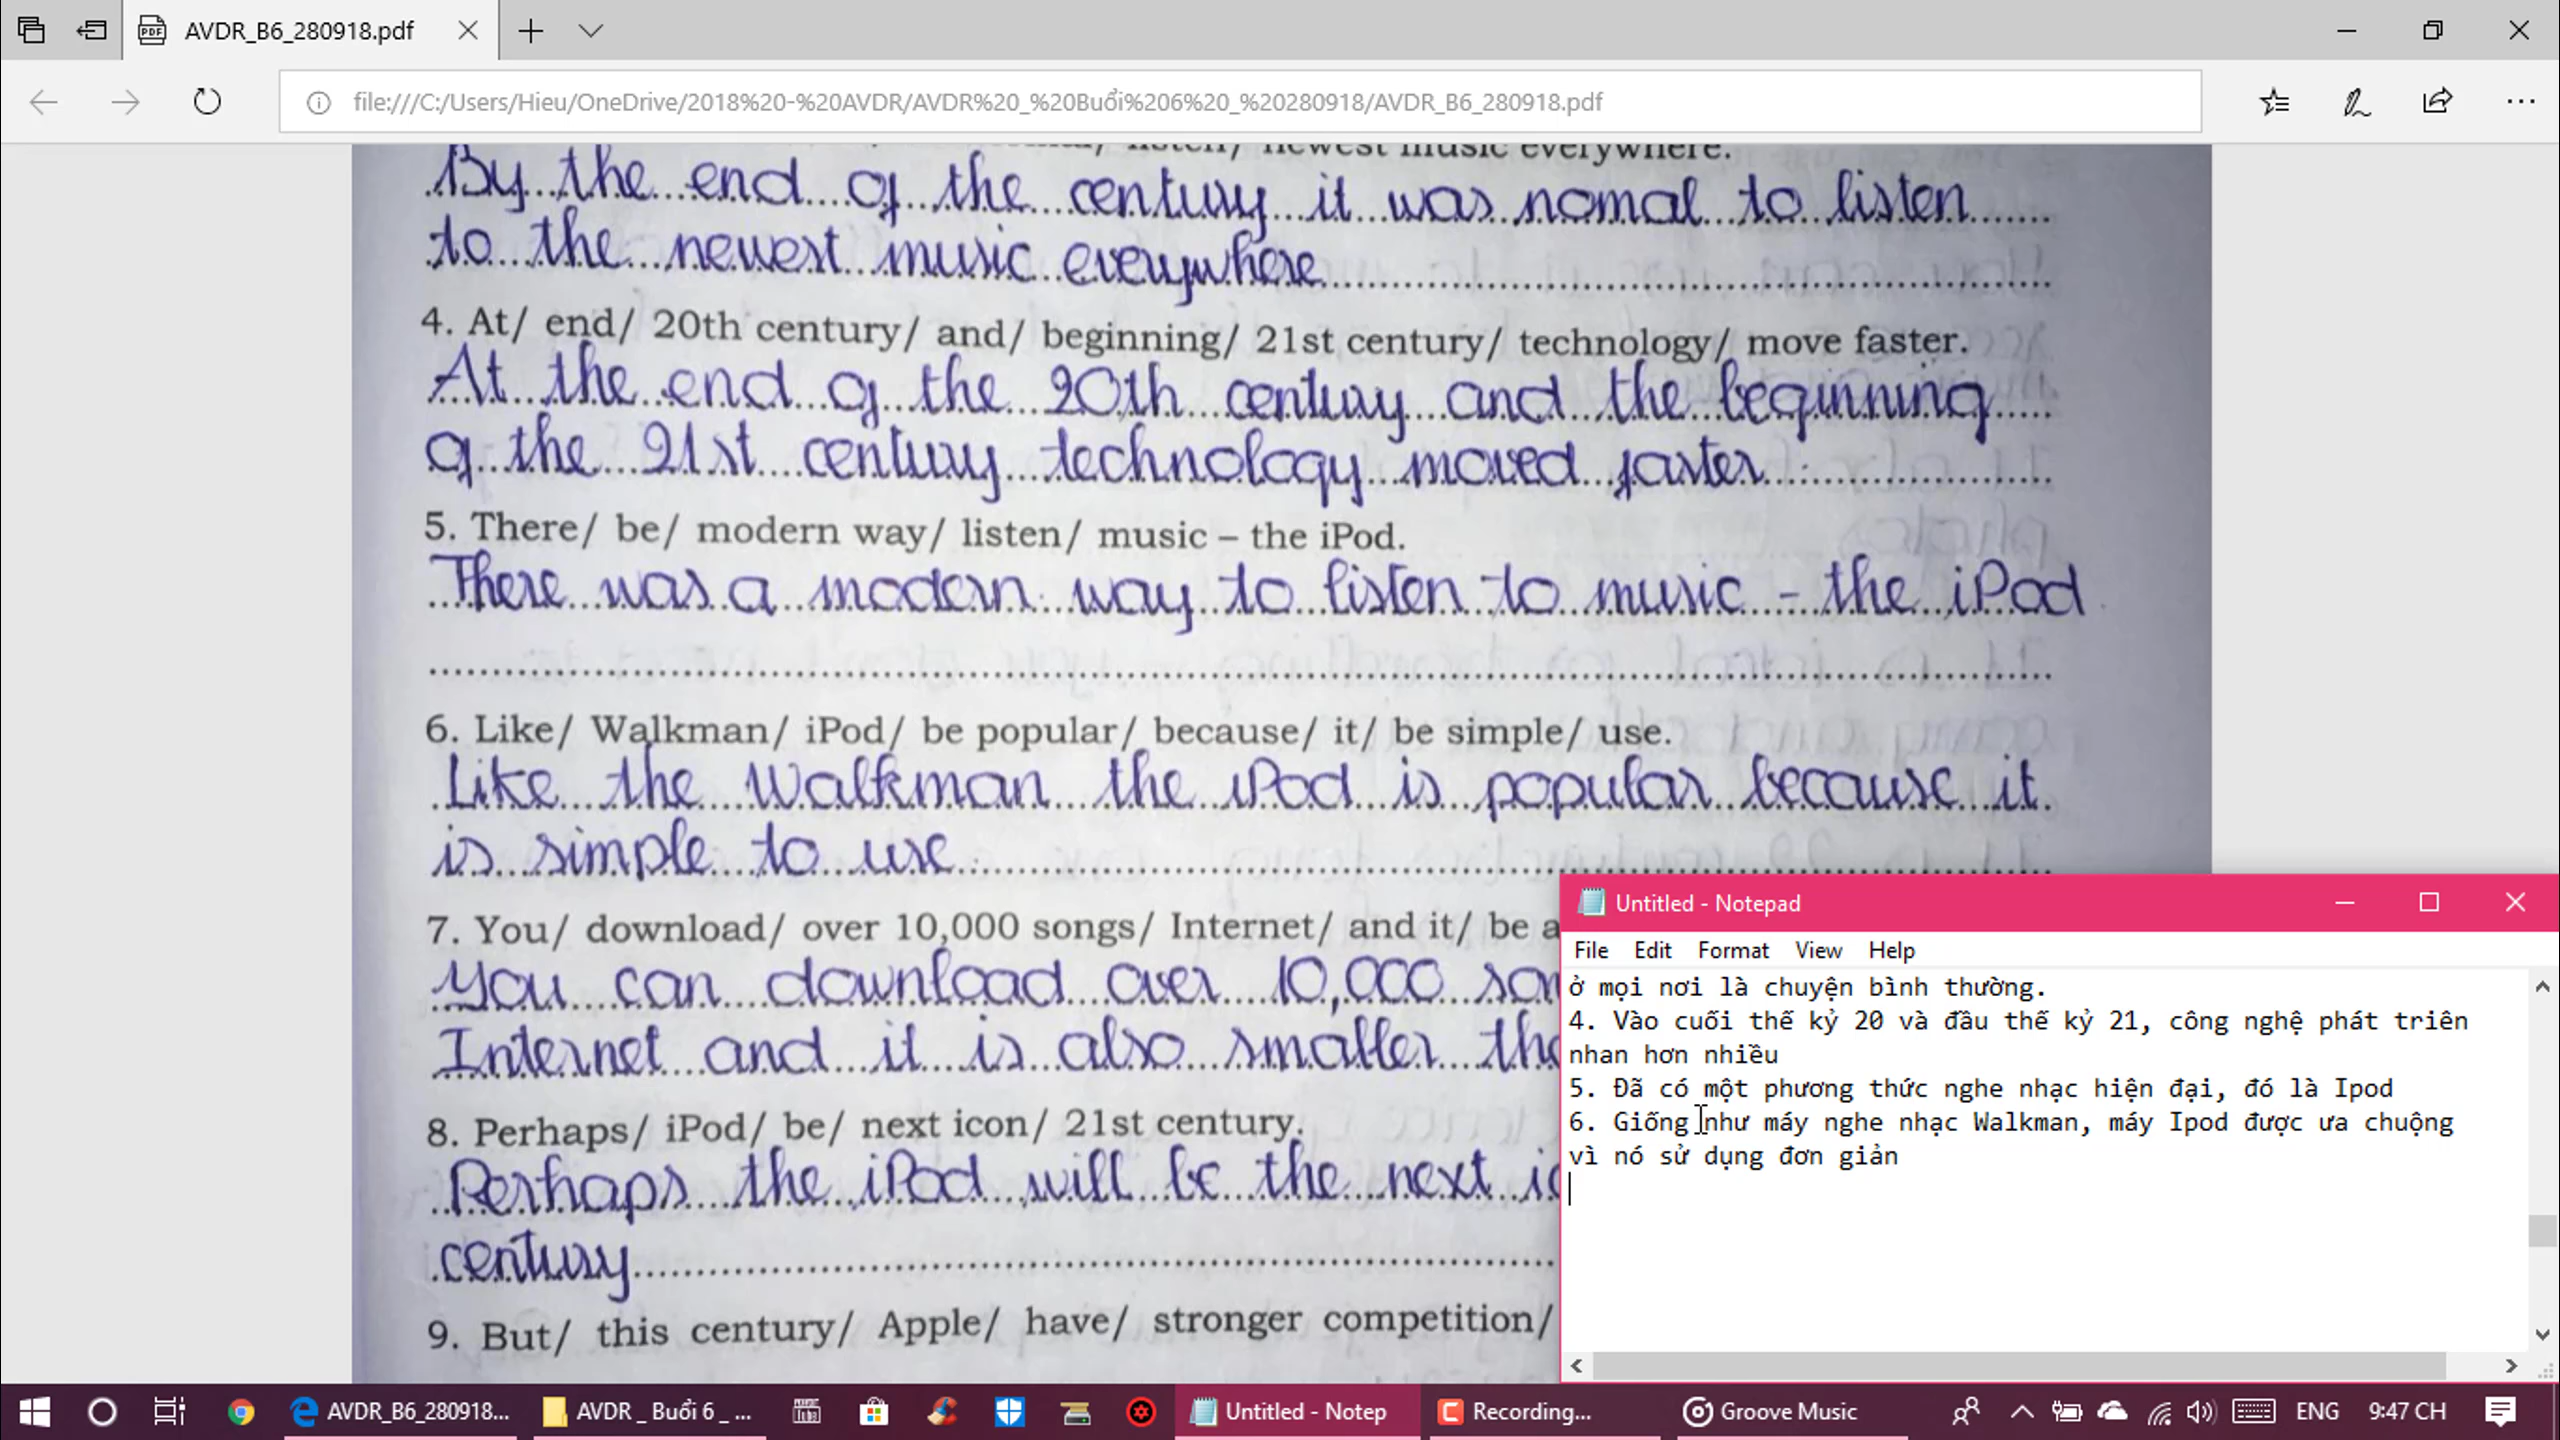 AVDR_B6_280918.pdf
file:///C:/Users/Hieu/OneDrive/2018%20-%20AVDR/AVDR%20_%20Buổi%206%20_%20280918/AVDR_B6_280918.pdf
listen/ newest music everywhere.
By the end of the century it was nomal to listen
to the newest music everywhere
4. At/ end/ 20th century/ and/ beginning/ 21st century/ technology/ move faster.
At the end of the 20th century and the beginning
of the 21st century technology moved faster
5. There/ be/ modern way/ listen/ music – the iPod.
There was a modern way to listen to music - the iPod
6. Like/ Walkman/ iPod/ be popular/ because/ it/ be simple/ use.
Like the Walkman the iPod is popular because it
is simple to use
7. You/ download/ over 10,000 songs/ Internet/ and it/ be a
You can download over 10,000 son
Internet and it is also smaller tha
8. Perhaps/ iPod/ be/ next icon/ 21st century.
Perhaps the iPod will be the next ic
century
9. But/ this century/ Apple/ have/ stronger competition/
Untitled - Notepad
File Edit Format View Help
ở mọi nơi là chuyện bình thường.
4. Vào cuối thế kỷ 20 và đầu thế kỷ 21, công nghệ phát triên
nhan hơn nhiều
5. Đã có một phương thức nghe nhạc hiện đại, đó là Ipod
6. Giống như máy nghe nhạc Walkman, máy Ipod được ưa chuộng
vì nó sử dụng đơn giản
AVDR_B6_280918... AVDR _ Buổi 6 _ ... Untitled - Notep Recording... Groove Music ENG 9:47 CH